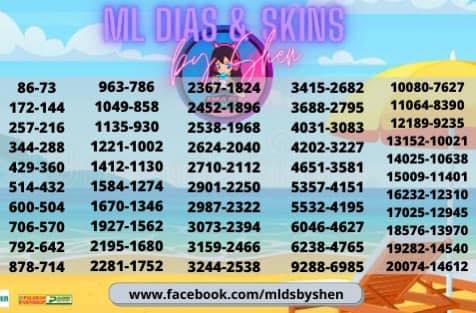 ML DIAS & SKINS
by Shen
86-73 963-786 2367-1824 3415-2682 10080-7627
172-144 1049-858 2452-1896 3688-2795 11064-8390
257-216 1135-930 2538-1968 4031-3083 12189-9235
344-288 1221-1002 2624-2040 4202-3227 13152-10021
429-360 1412-1130 2710-2112 4651-3581 14025-10638
514-432 1584-1274 2901-2250 5357-4151 15009-11401
600-504 1670-1346 2987-2322 5532-4195 16232-12310
706-570 1927-1562 3073-2394 6046-4627 17025-12945
792-642 2195-1680 3159-2466 6238-4765 18576-13970
878-714 2281-1752 3244-2538 9288-6985 19282-14540
20074-14612
www.facebook.com/mldsbyshen